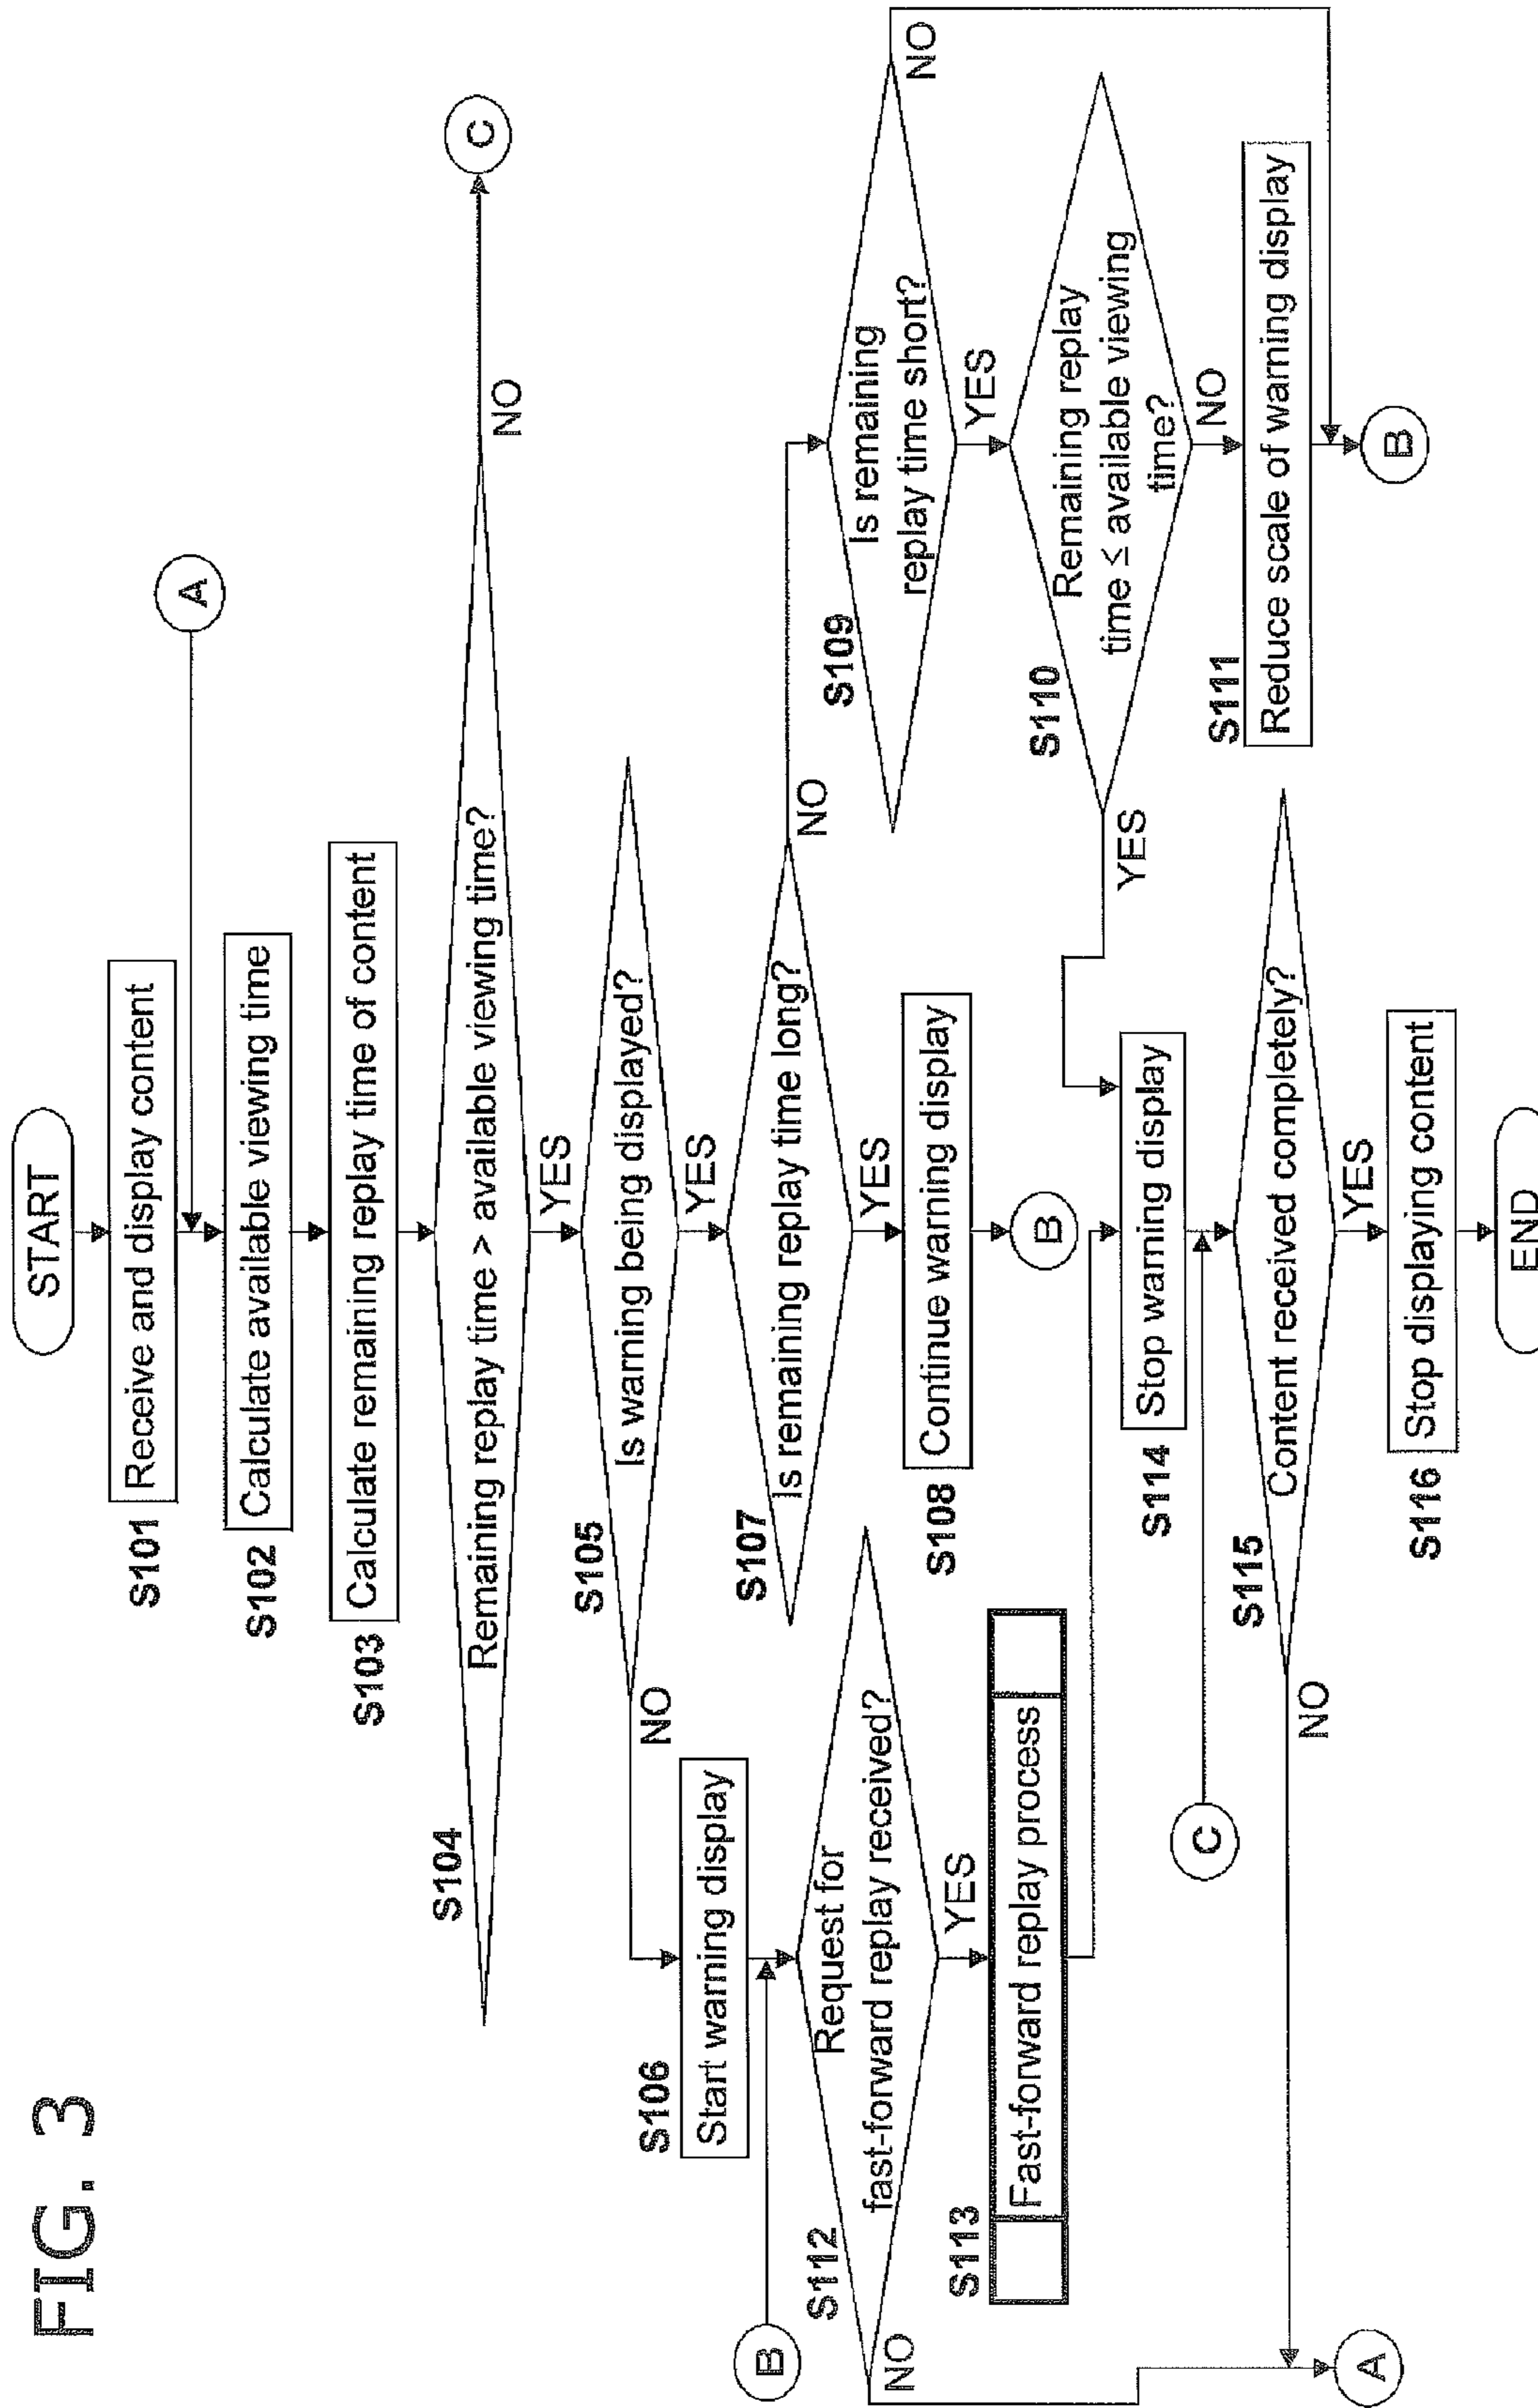 FIG. 3
START
S101
Receive and display content
A
S102
Calculate available viewing time
S103
Calculate remaining replay time of content
S104
Remaining replay time > available viewing time?
NO
C
YES
S105
Is warning being displayed?
NO
YES
S106
Start warning display
B
S107
Is remaining replay time long?
NO
YES
S108
Continue warning display
B
S109
Is remaining
replay time short?
NO
YES
S110
Remaining replay
time ≤ available viewing
time?
YES
NO
S111
Reduce scale of warning display
B
S112
Request for
fast-forward replay received?
NO
YES
S113
Fast-forward replay process
S114
Stop warning display
C
S115
Content received completely?
NO
YES
A
S116
Stop displaying content
END